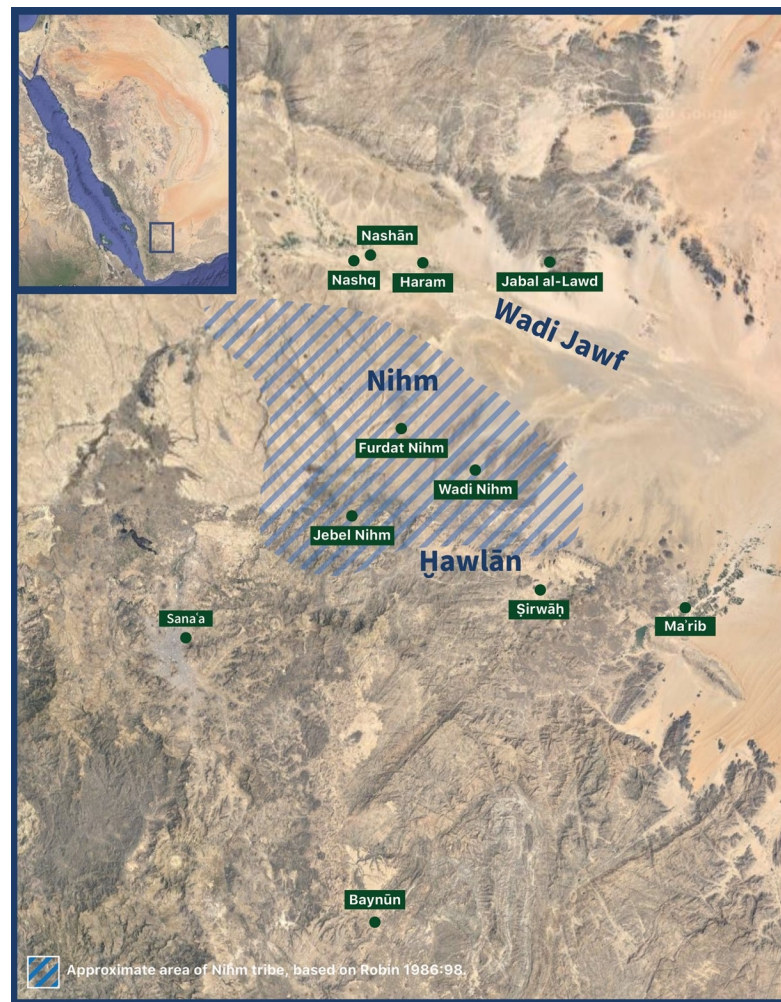 Nashān
Nashq
Haram
Jabal al-Lawd
Wadi Jawf
Nihm
Furdat Nihm
Wadi Nihm
Jebel Nihm
Ḫawlān
Ṣirwāḥ
Ma'rib
Sana'a
Baynūn
Approximate area of Nihm tribe, based on Robin 1986:98.